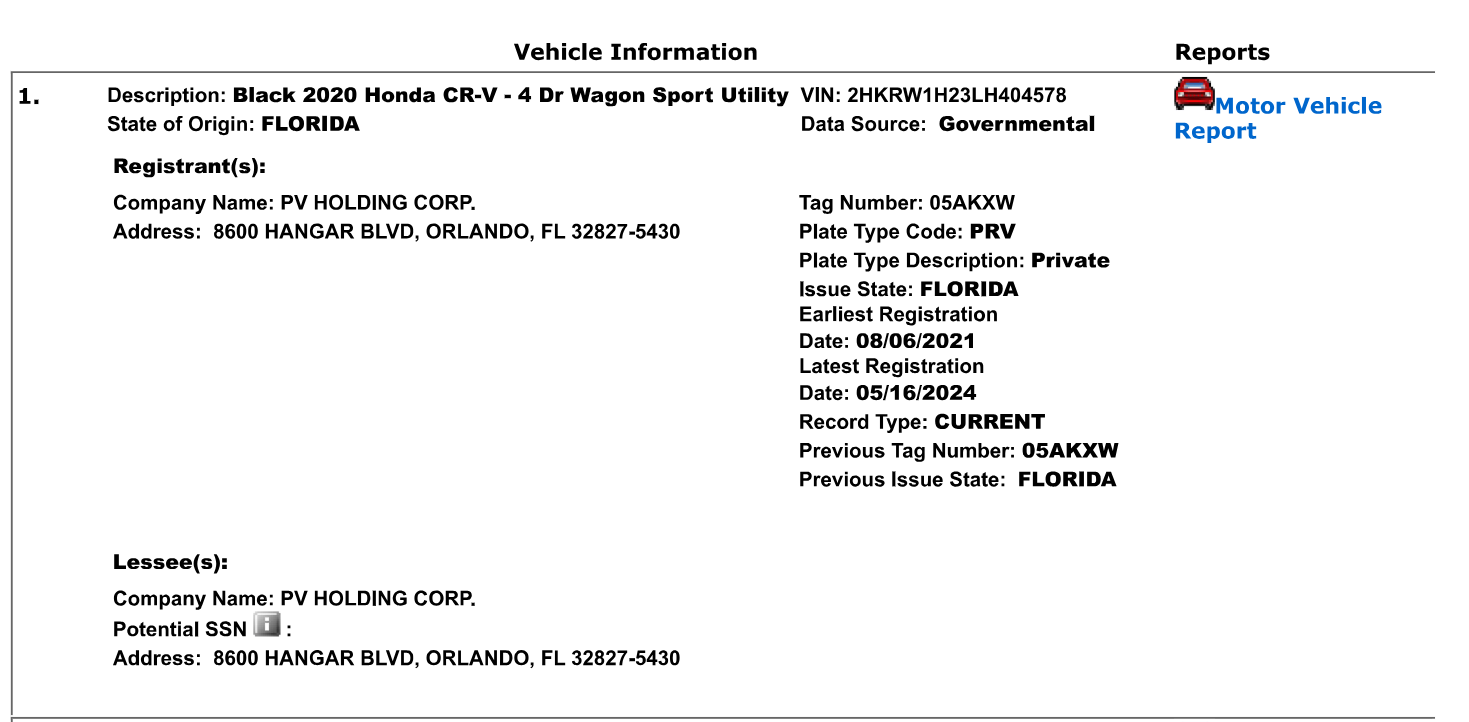 Vehicle Information Reports
1. Description: Black 2020 Honda CR-V - 4 Dr Wagon Sport Utility VIN: 2HKRW1H23LH404578 Motor Vehicle
State of Origin: FLORIDA Data Source: Governmental Report
Registrant(s):
Company Name: PV HOLDING CORP. Tag Number: 05AKXW
Address: 8600 HANGAR BLVD, ORLANDO, FL 32827-5430 Plate Type Code: PRV
Plate Type Description: Private
Issue State: FLORIDA
Earliest Registration
Date: 08/06/2021
Latest Registration
Date: 05/16/2024
Record Type: CURRENT
Previous Tag Number: 05AKXW
Previous Issue State: FLORIDA
Lessee(s):
Company Name: PV HOLDING CORP.
Potential SSN i :
Address: 8600 HANGAR BLVD, ORLANDO, FL 32827-5430